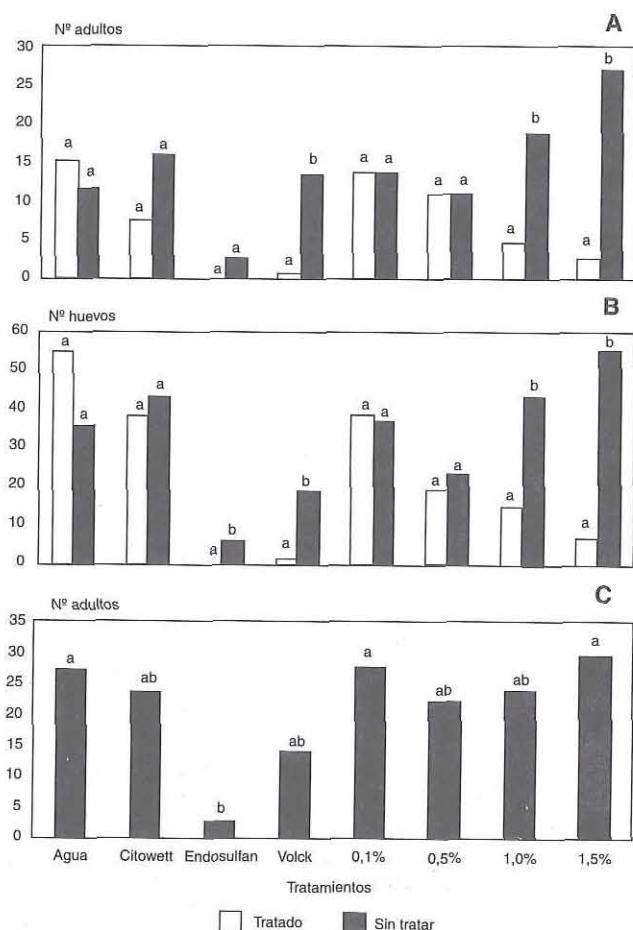 Nº adultos A
30
25
20
15
10
5
0
a a a a a a a b a a a a a b a b
Nº huevos B
60
50
40
30
20
10
0
a a a a a b a b a a a a a b a b
Nº adultos C
35
30
25
20
15
10
5
0
a ab b ab a ab ab a
Agua Citowett Endosulfan Volck 0,1% 0,5% 1,0% 1,5%
Tratamientos
Tratado Sin tratar